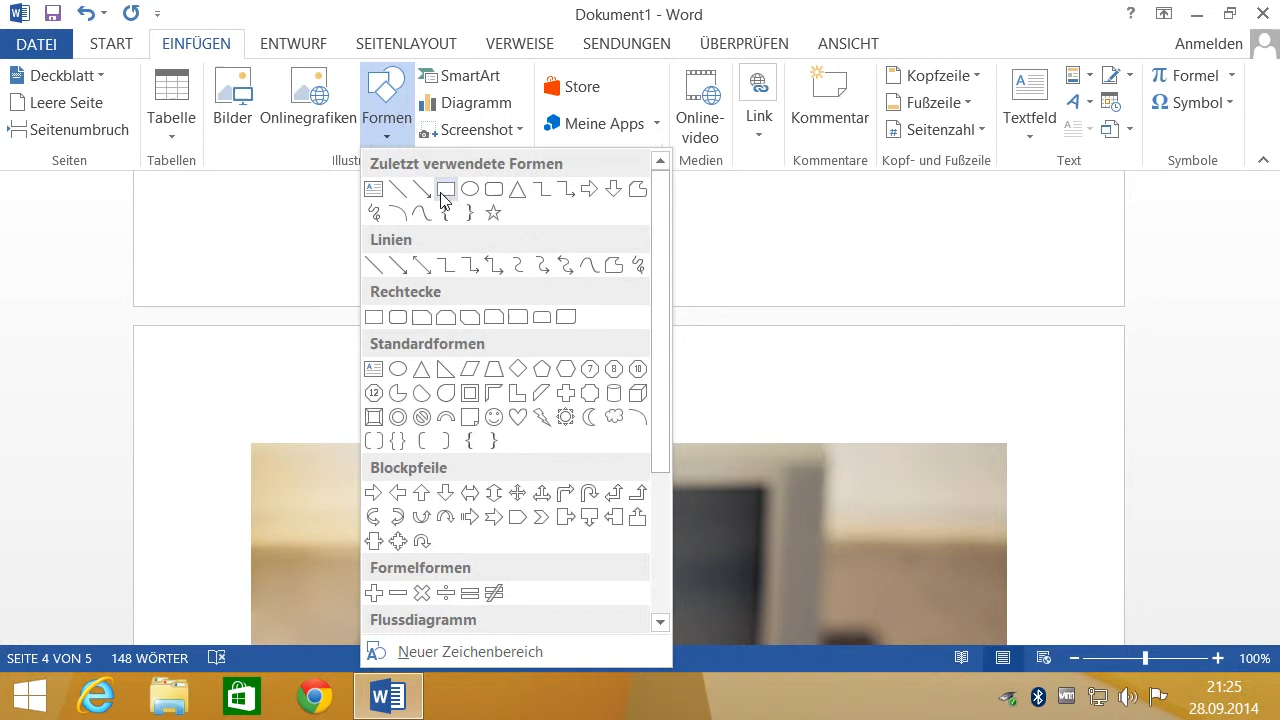 Dokument1 - Word
?
DATEI START EINFÜGEN ENTWURF SEITENLAYOUT VERWEISE SENDUNGEN ÜBERPRÜFEN ANSICHT Anmelden
Deckblatt
Leere Seite
Seitenumbruch
Seiten
Tabelle
Tabellen
Bilder
Onlinegrafiken
Formen
SmartArt
Diagramm
Screenshot
Illustr
Store
Meine Apps
Online-
video
Medien
Link
Kommentar
Kommentare
Kopfzeile
Fußzeile
Seitenzahl
Kopf- und Fußzeile
Textfeld
Text
Formel
Symbol
Symbole
Zuletzt verwendete Formen
Linien
Rechtecke
Standardformen
Blockpfeile
Formelformen
Flussdiagramm
Neuer Zeichenbereich
SEITE 4 VON 5 148 WÖRTER 100%
21:25
28.09.2014